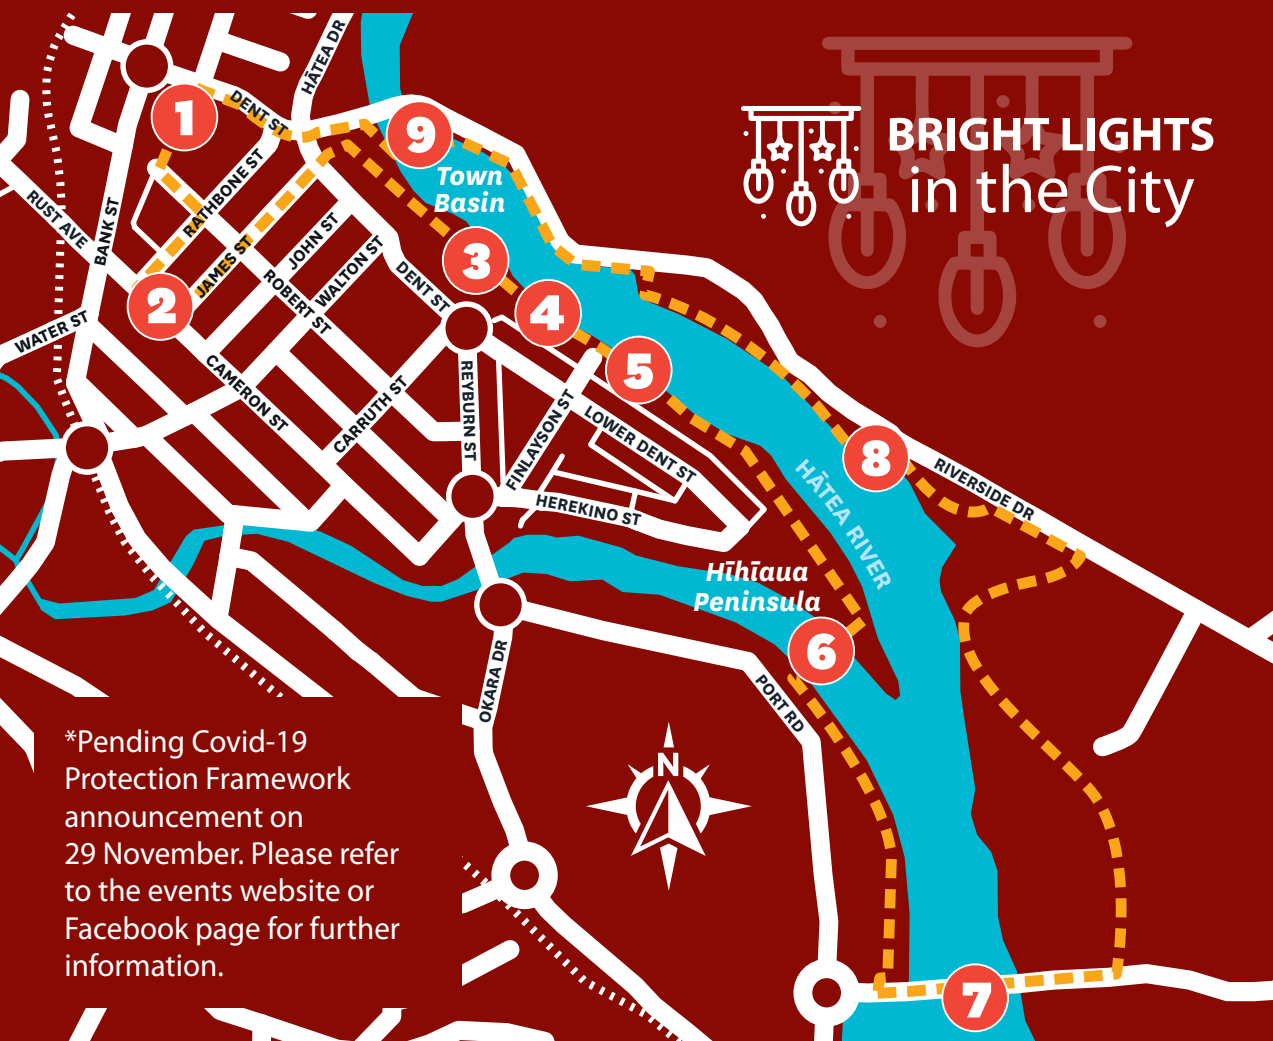 BRIGHT LIGHTS
in the City
HĀTEA DR
DENT ST
1
9
Town
Basin
RATHBONE ST
RUST AVE
BANK ST
JAMES ST
JOHN ST
WALTON ST
ROBERT ST
DENT ST
2
3
4
5
WATER ST
CAMERON ST
CARRUTH ST
REYBURN ST
FINLAYSON ST
LOWER DENT ST
HEREKINO ST
8
RIVERSIDE DR
HĀTEA RIVER
Hīhīaua
Peninsula
6
OKARA DR
PORT RD
N
7
*Pending Covid-19
Protection Framework
announcement on
29 November. Please refer
to the events website or
Facebook page for further
information.